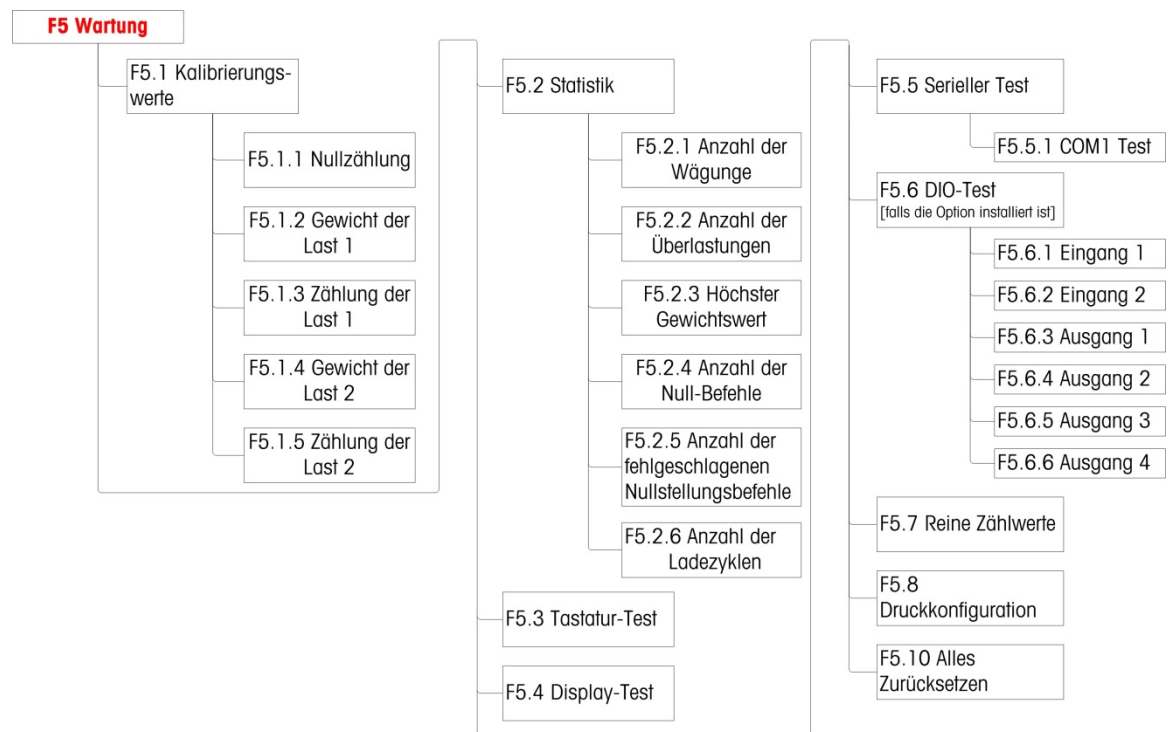 F5 Wartung
F5.1 Kalibrierungs-
werte
F5.1.1 Nullzählung
F5.1.2 Gewicht der
Last 1
F5.1.3 Zählung der
Last 1
F5.1.4 Gewicht der
Last 2
F5.1.5 Zählung der
Last 2
F5.2 Statistik
F5.2.1 Anzahl der
Wägunge
F5.2.2 Anzahl der
Überlastungen
F5.2.3 Höchster
Gewichtswert
F5.2.4 Anzahl der
Null-Befehle
F5.2.5 Anzahl der
fehlgeschlagenen
Nullstellungsbefehle
F5.2.6 Anzahl der
Ladezyklen
F5.3 Tastatur-Test
F5.4 Display-Test
F5.5 Serieller Test
F5.5.1 COM1 Test
F5.6 DIO-Test
[falls die Option installiert ist]
F5.6.1 Eingang 1
F5.6.2 Eingang 2
F5.6.3 Ausgang 1
F5.6.4 Ausgang 2
F5.6.5 Ausgang 3
F5.6.6 Ausgang 4
F5.7 Reine Zählwerte
F5.8
Druckkonfiguration
F5.10 Alles
Zurücksetzen